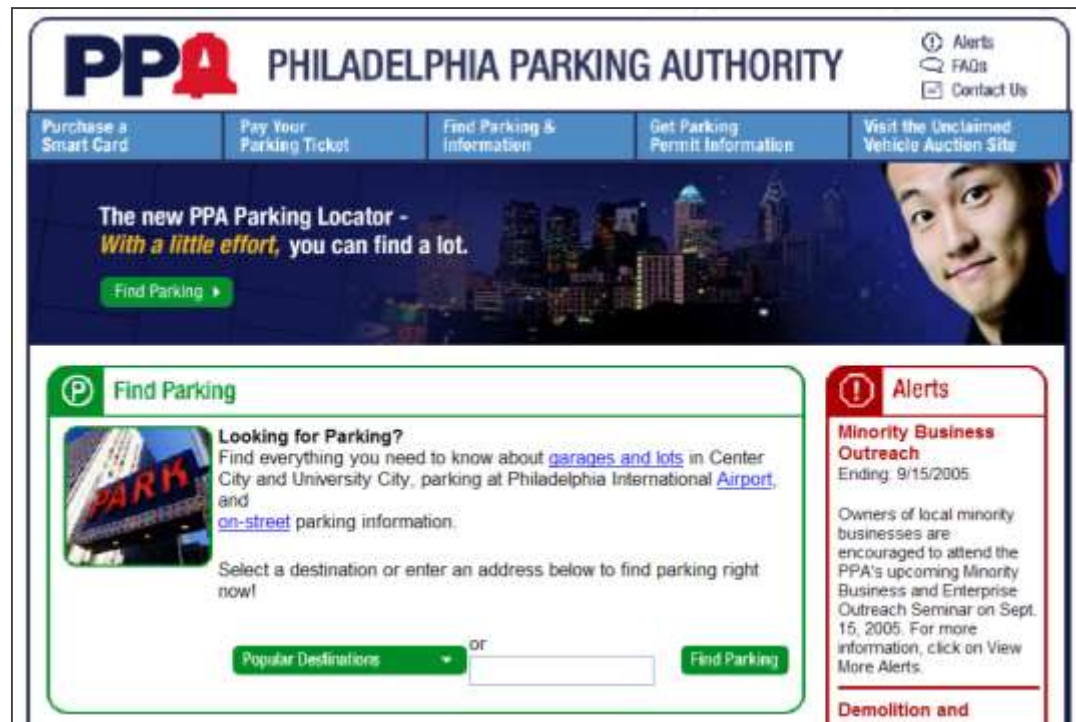 PPA PHILADELPHIA PARKING AUTHORITY
Alerts
FAQs
Contact Us
Purchase a
Smart Card
Pay Your
Parking Ticket
Find Parking &
Information
Get Parking
Permit Information
Visit the Unclaimed
Vehicle Auction Site
The new PPA Parking Locator -
With a little effort, you can find a lot.
Find Parking
P Find Parking
PARK
Looking for Parking?
Find everything you need to know about garages and lots in Center
City and University City, parking at Philadelphia International Airport,
and
on-street parking information.
Select a destination or enter an address below to find parking right
now!
Popular Destinations
or
Find Parking
! Alerts
Minority Business
Outreach
Ending: 9/15/2005
Owners of local minority
businesses are
encouraged to attend the
PPA's upcoming Minority
Business and Enterprise
Outreach Seminar on Sept.
15, 2005. For more
information, click on View
More Alerts.
Demolition and